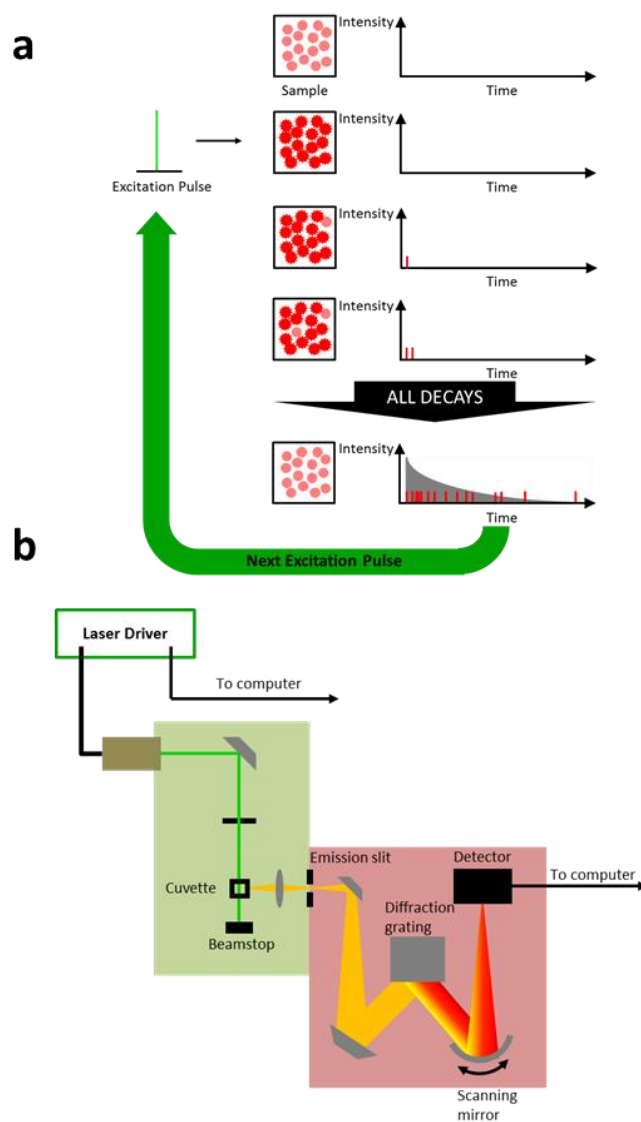 a
Intensity
Sample
Time
Intensity
Excitation Pulse
Time
Intensity
Time
Intensity
Time
ALL DECAYS
Intensity
Time
Next Excitation Pulse
b
Laser Driver
To computer
Emission slit
Detector
To computer
Cuvette
Diffraction
grating
Beamstop
Scanning
mirror